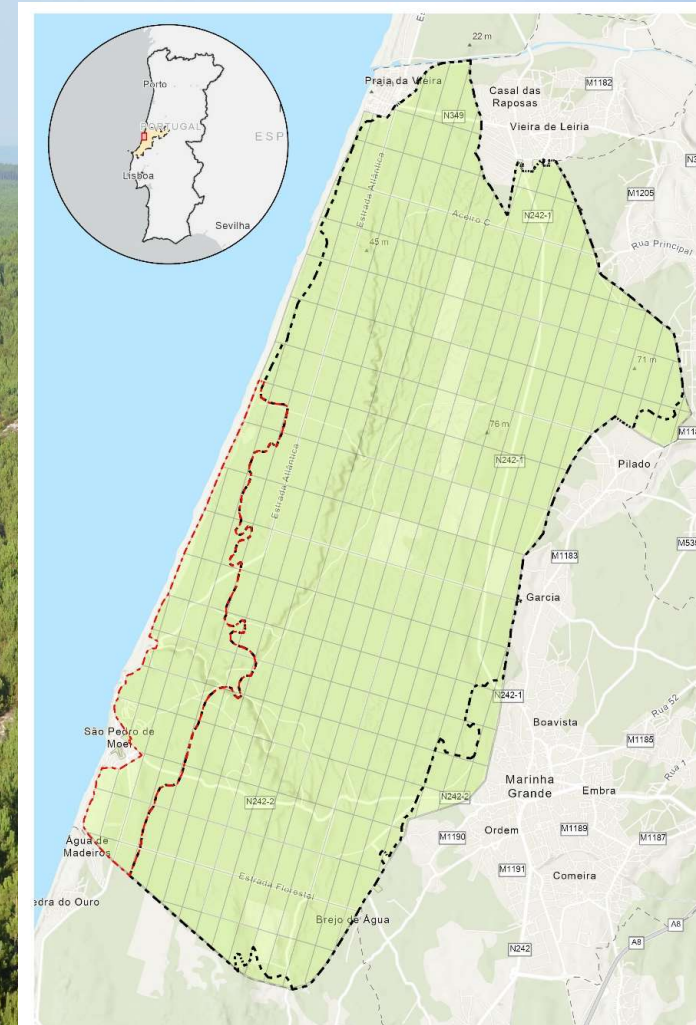 Porto
PORTUGAL
ESP
Lisboa
Sevilha
22 m
Praia da Vieira
Casal das
Raposas
M1182
N349
Vieira de Leiria
M1205
Aceiro C
N242-1
Rua Principal
Estrada Atlântica
45 m
71 m
76 m
N242-1
Pilado
Estrada Atlântica
M1183
Garcia
N242-1
Rua 52
Boavista
São Pedro de
Moel
M1185
Rua 1
Marinha
Grande
Embra
N242-2
N242-2
M1190
Ordem
M1189
M1187
Água de
Madeiros
M1191
Comeira
Estrada Florestal
edra do Ouro
Brejo de Água
A8
A8
N242